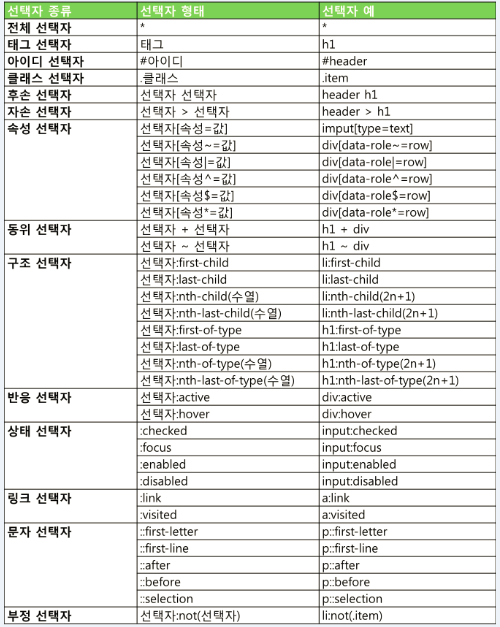 선택자 종류 선택자 형태 선택자 예
전체 선택자 * *
태그 선택자 태그 h1
아이디 선택자 #아이디 #header
클래스 선택자 .클래스 .item
후손 선택자 선택자 선택자 header h1
자손 선택자 선택자 > 선택자 header > h1
속성 선택자 선택자[속성=값] imput[type=text]
선택자[속성~=값] div[data-role~=row]
선택자[속성|=값] div[data-role|=row]
선택자[속성^=값] div[data-role^=row]
선택자[속성$=값] div[data-role$=row]
선택자[속성*=값] div[data-role*=row]
동위 선택자 선택자 + 선택자 h1 + div
선택자 ~ 선택자 h1 ~ div
구조 선택자 선택자:first-child li:first-child
선택자:last-child li:last-child
선택자:nth-child(수열) li:nth-child(2n+1)
선택자:nth-last-child(수열) li:nth-last-child(2n+1)
선택자:first-of-type h1:first-of-type
선택자:last-of-type h1:last-of-type
선택자:nth-of-type(수열) h1:nth-of-type(2n+1)
선택자:nth-last-of-type(수열) h1:nth-last-of-type(2n+1)
반응 선택자 선택자:active div:active
선택자:hover div:hover
상태 선택자 :checked input:checked
:focus input:focus
:enabled input:enabled
:disabled input:disabled
링크 선택자 :link a:link
:visited a:visited
문자 선택자 ::first-letter p::first-letter
::first-line p::first-line
::after p::after
::before p::before
::selection p::selection
부정 선택자 선택자:not(선택자) li:not(.item)